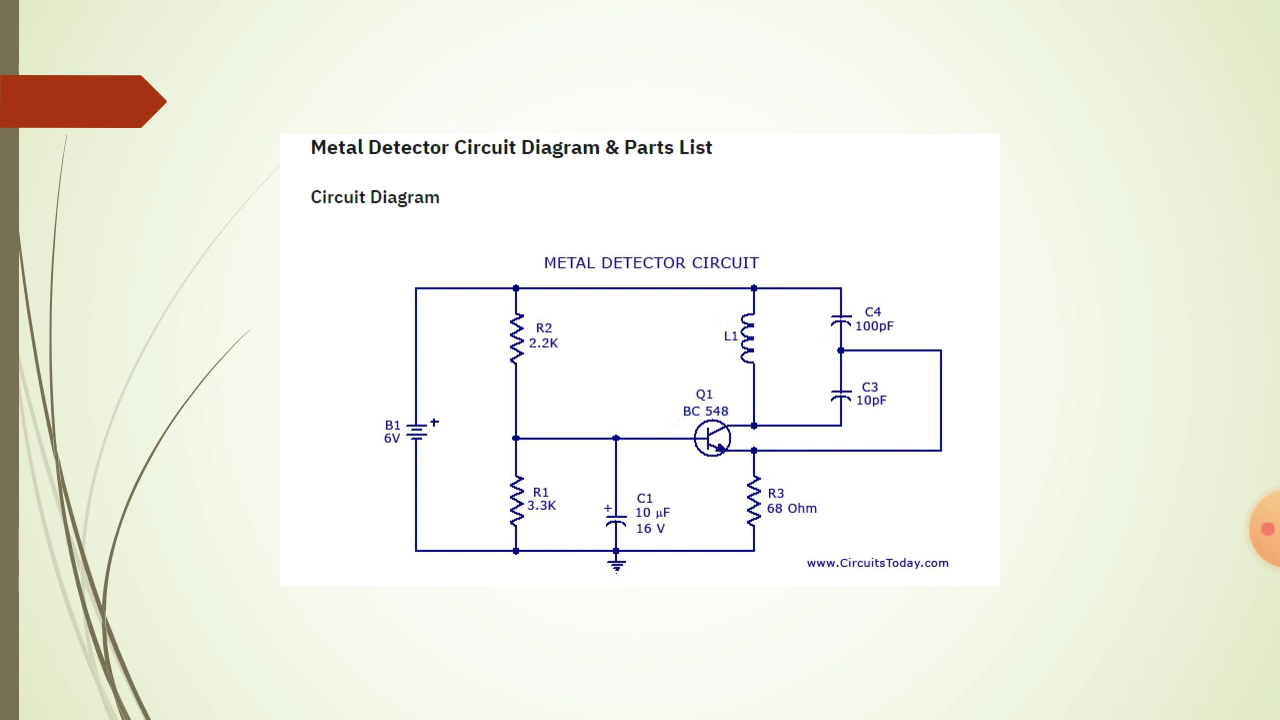 Metal Detector Circuit Diagram & Parts List
Circuit Diagram
METAL DETECTOR CIRCUIT
R2
2.2K
L1
C4
100pF
C3
10pF
Q1
BC 548
B1
6V
+
R1
3.3K
+
C1
10 µF
16 V
R3
68 Ohm
www.CircuitsToday.com